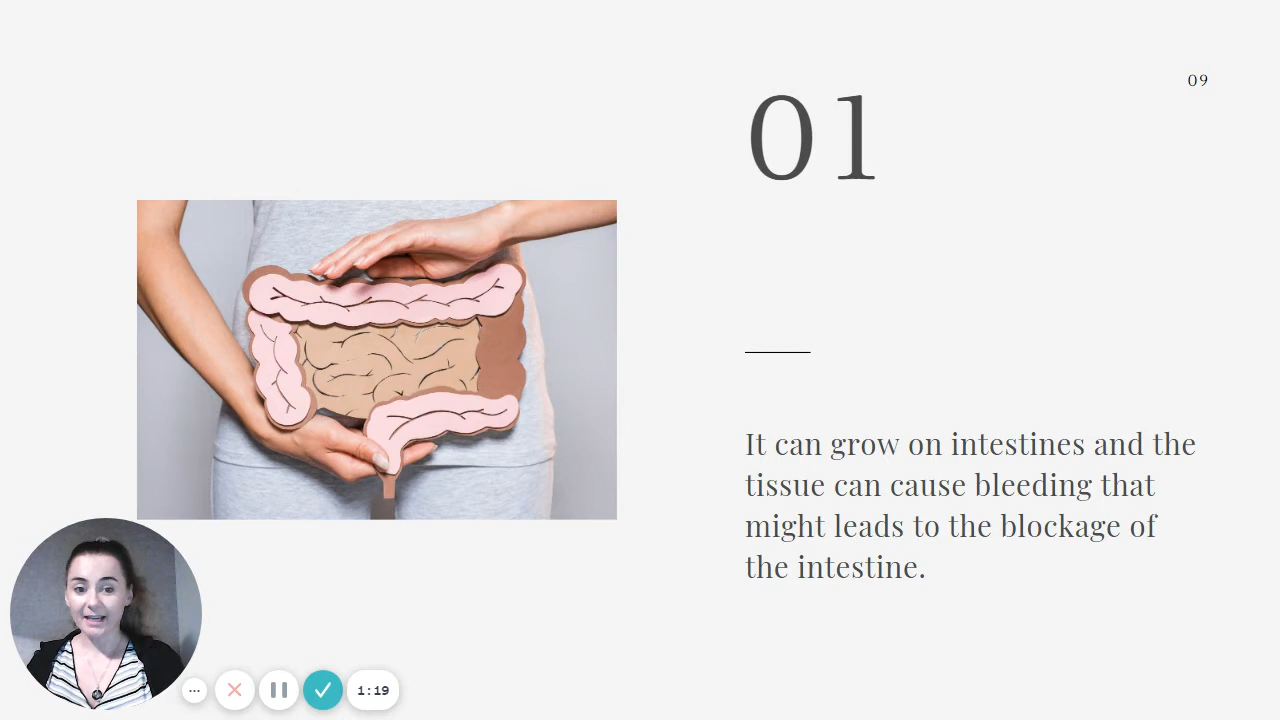 09
01
It can grow on intestines and the
tissue can cause bleeding that
might leads to the blockage of
the intestine.
1:19